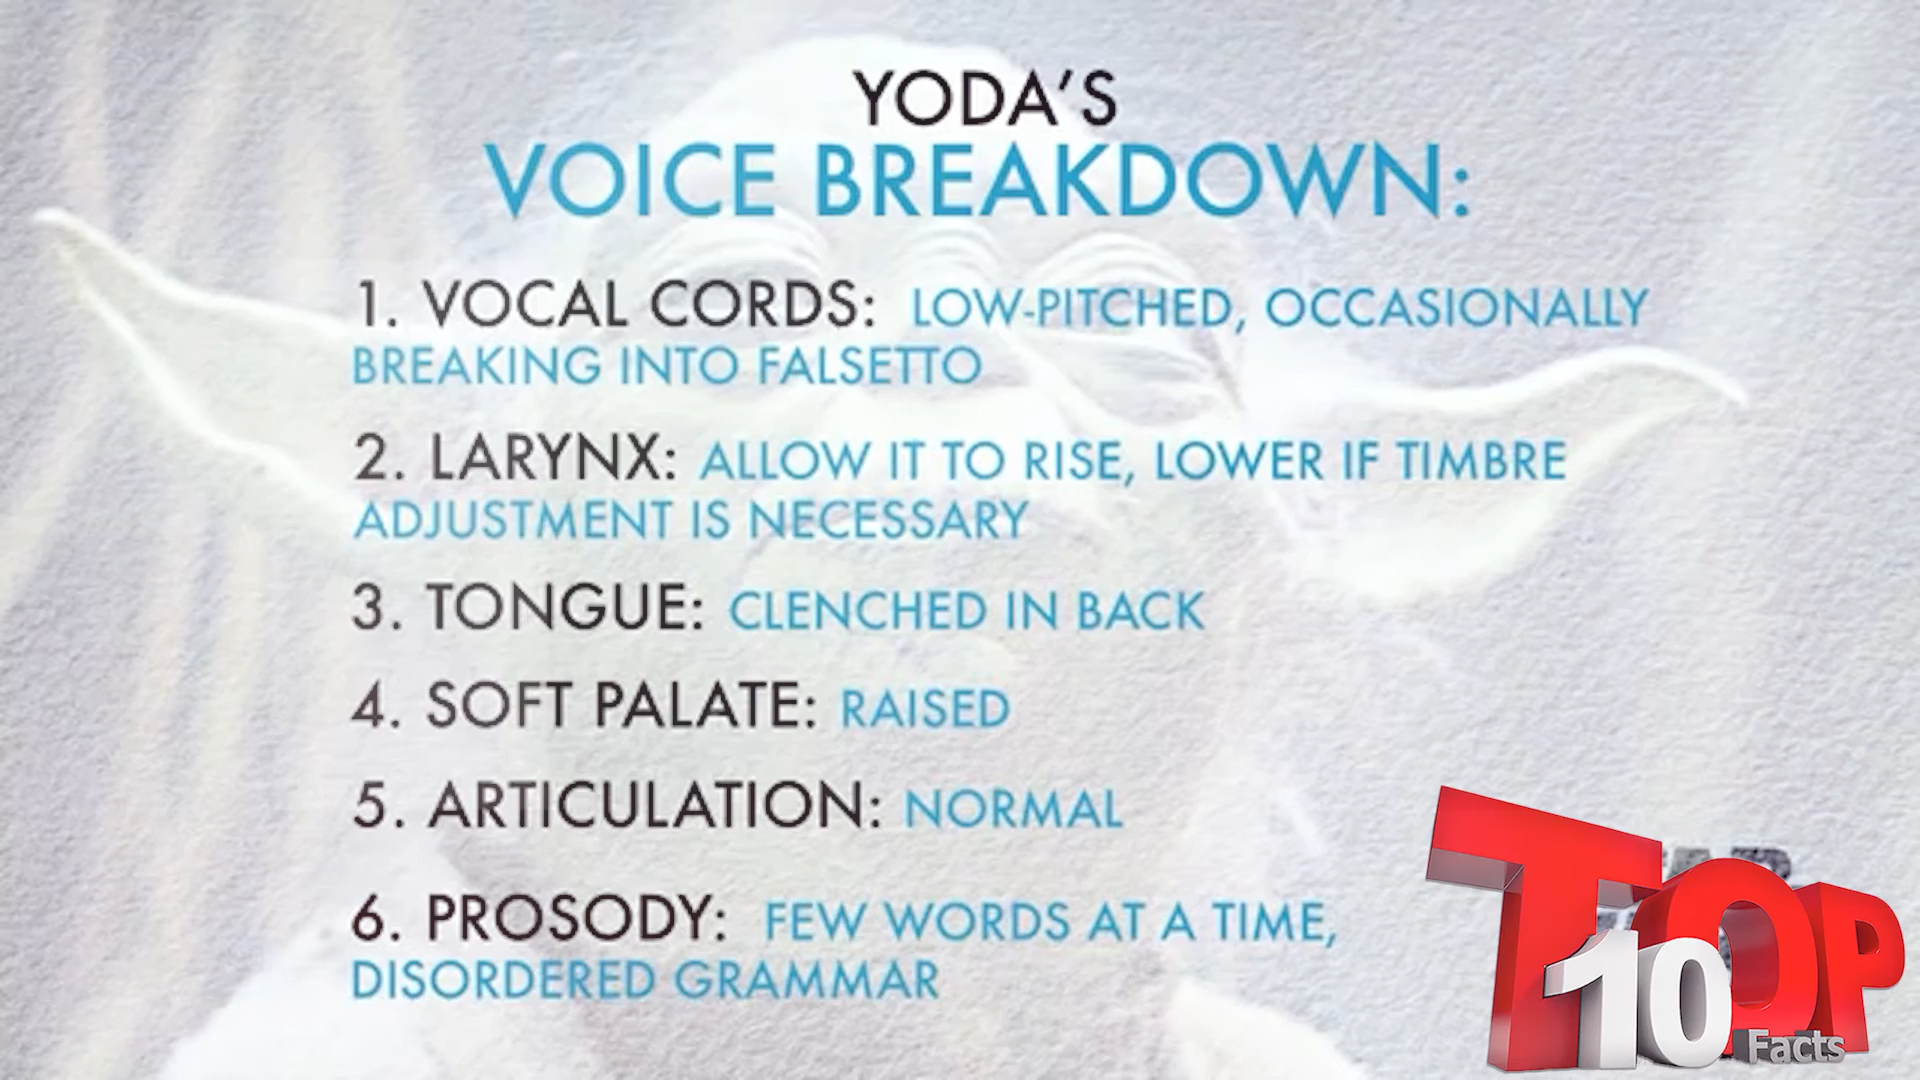 YODA'S
VOICE BREAKDOWN:
1. VOCAL CORDS: LOW-PITCHED, OCCASIONALLY
BREAKING INTO FALSETTO
2. LARYNX: ALLOW IT TO RISE, LOWER IF TIMBRE
ADJUSTMENT IS NECESSARY
3. TONGUE: CLENCHED IN BACK
4. SOFT PALATE: RAISED
5. ARTICULATION: NORMAL
6. PROSODY: FEW WORDS AT A TIME,
DISORDERED GRAMMAR
TOP
10
Facts